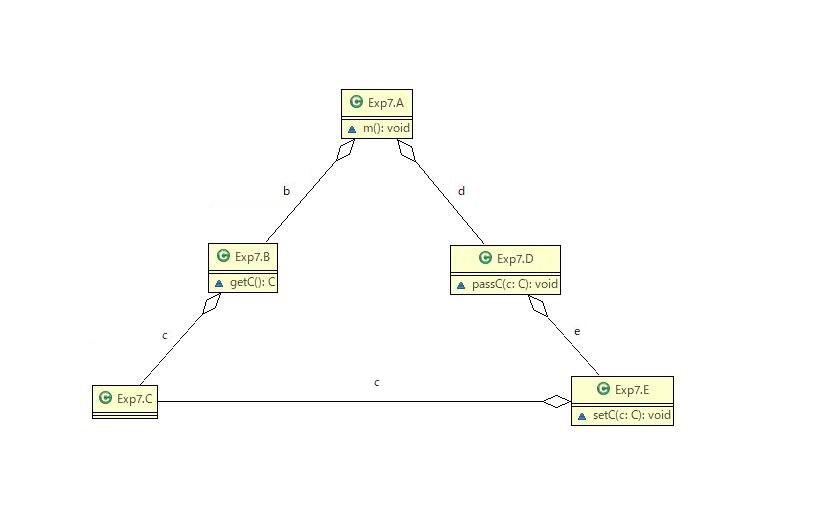 Exp7.A
m(): void
b
d
Exp7.B
getC(): C
Exp7.D
passC(c: C): void
c
e
c
Exp7.C
Exp7.E
setC(c: C): void